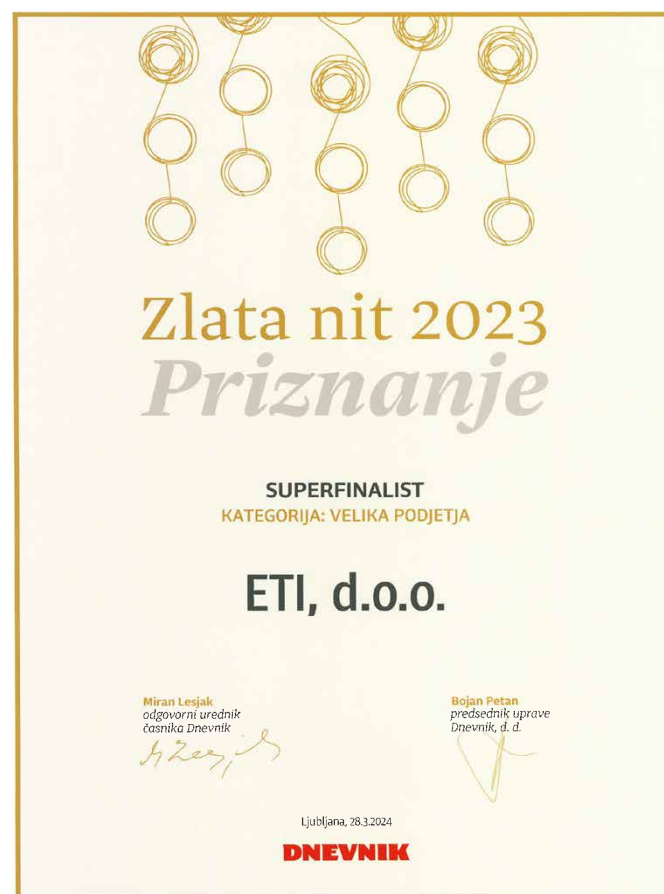 Zlata nit 2023
Priznanje
SUPERFINALIST
KATEGORIJA: VELIKA PODJETJA
ETI, d.o.o.
Miran Lesjak
odgovorni urednik
časnika Dnevnik
Bojan Petan
predsednik uprave
Dnevnik, d. d.
Ljubljana, 28.3.2024
DNEVNIK